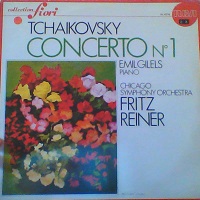 collection fiori
TCHAIKOVSKY
CONCERTO Nº1
EMIL GILELS
PIANO
CHICAGO
SYMPHONY ORCHESTRA
FRITZ
REINER